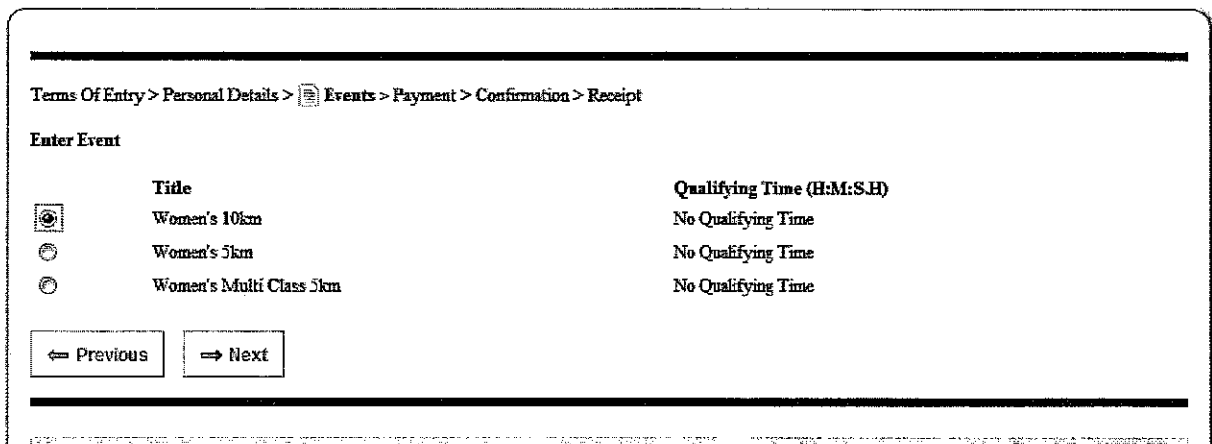 Terms Of Entry > Personal Details > Events > Payment > Confirmation > Receipt
Enter Event
Title Qualifying Time (H:M:S.H)
Women's 10km No Qualifying Time
Women's 5km No Qualifying Time
Women's Multi Class 5km No Qualifying Time
⇐ Previous ⇒ Next